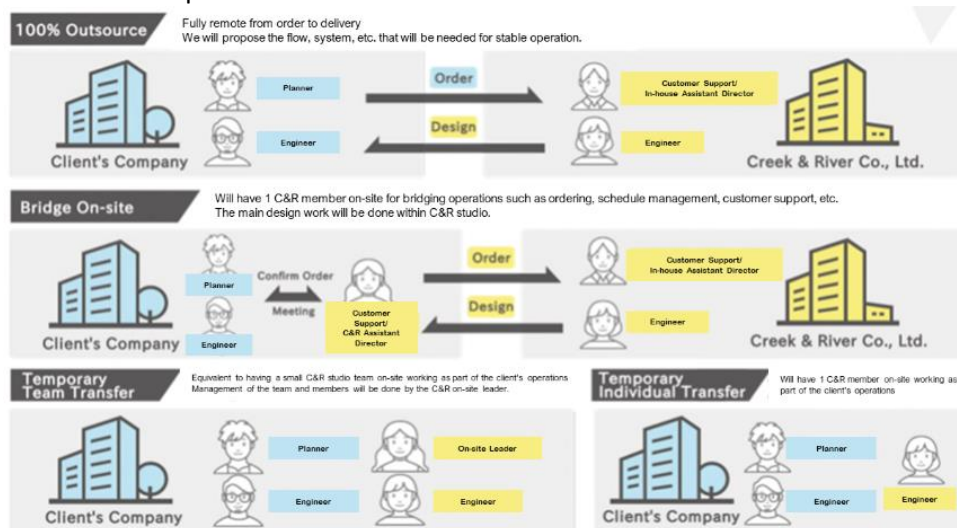 100% Outsource
Fully remote from order to delivery
We will propose the flow, system, etc. that will be needed for stable operation.
Planner
Engineer
Client's Company
Order
Design
Customer Support/
In-house Assistant Director
Engineer
Creek & River Co., Ltd.
Bridge On-site
Will have 1 C&R member on-site for bridging operations such as ordering, schedule management, customer support, etc.
The main design work will be done within C&R studio.
Planner
Engineer
Client's Company
Confirm Order
Meeting
Customer
Support/
C&R Assistant
Director
Order
Design
Customer Support/
In-house Assistant Director
Engineer
Creek & River Co., Ltd.
Temporary
Team Transfer
Equivalent to having a small C&R studio team on-site working as part of the client's operations
Management of the team and members will be done by the C&R on-site leader.
Planner
On-site Leader
Engineer
Engineer
Client's Company
Temporary
Individual Transfer
Will have 1 C&R member on-site working as
part of the client's operations
Planner
Engineer
Engineer
Client's Company